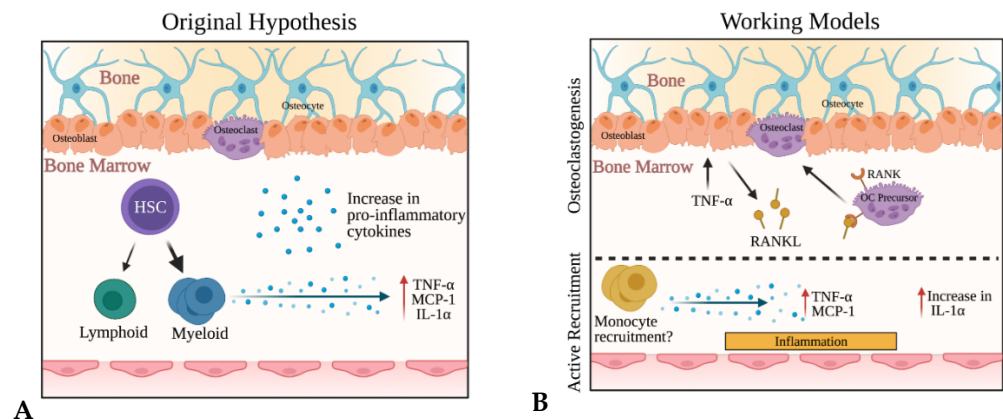 Original Hypothesis
Bone
Osteocyte
Osteoblast
Osteoclast
Bone Marrow
HSC
Increase in
pro-inflammatory
cytokines
TNF-α
MCP-1
IL-1α
Lymphoid
Myeloid
A
Working Models
Osteoclastogenesis
Bone
Osteocyte
Osteoblast
Osteoclast
Bone Marrow
RANK
OC Precursor
TNF-α
RANKL
Active Recruitment
TNF-α
MCP-1
Increase in
IL-1α
Monocyte
recruitment?
Inflammation
B